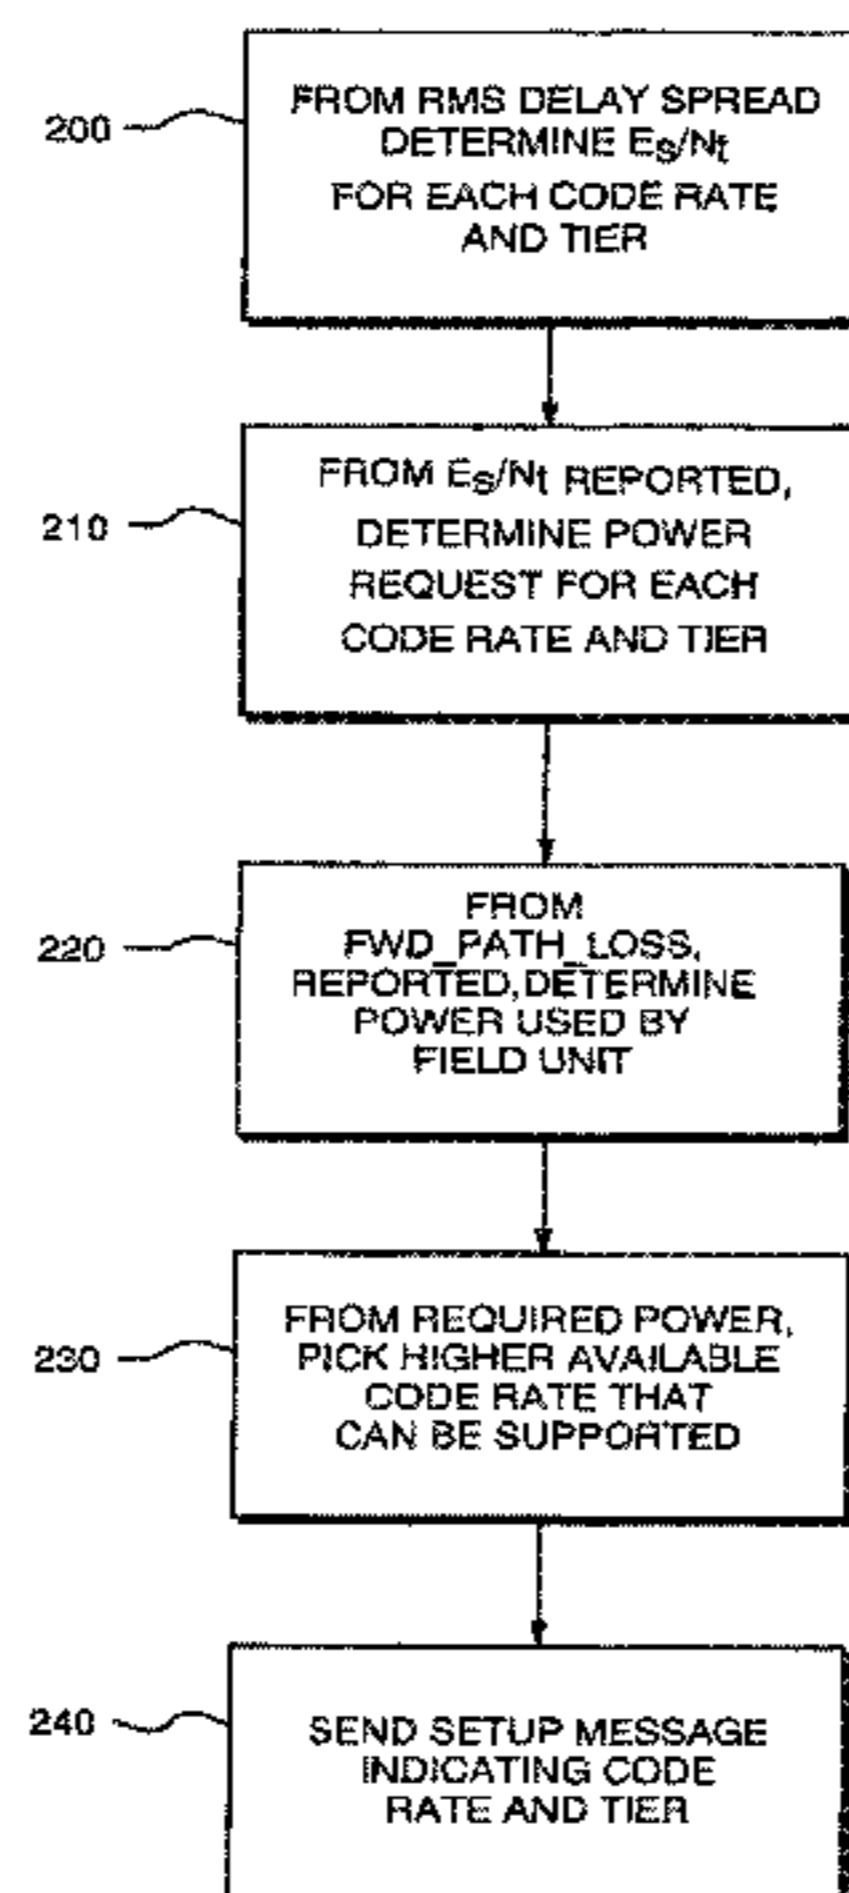 200
FROM RMS DELAY SPREAD
DETERMINE Es/Nt
FOR EACH CODE RATE
AND TIER
210
FROM Es/Nt REPORTED,
DETERMINE POWER
REQUEST FOR EACH
CODE RATE AND TIER
220
FROM
FWD_PATH_LOSS,
REPORTED,DETERMINE
POWER USED BY
FIELD UNIT
230
FROM REQUIRED POWER,
PICK HIGHER AVAILABLE
CODE RATE THAT
CAN BE SUPPORTED
240
SEND SETUP MESSAGE
INDICATING CODE
RATE AND TIER